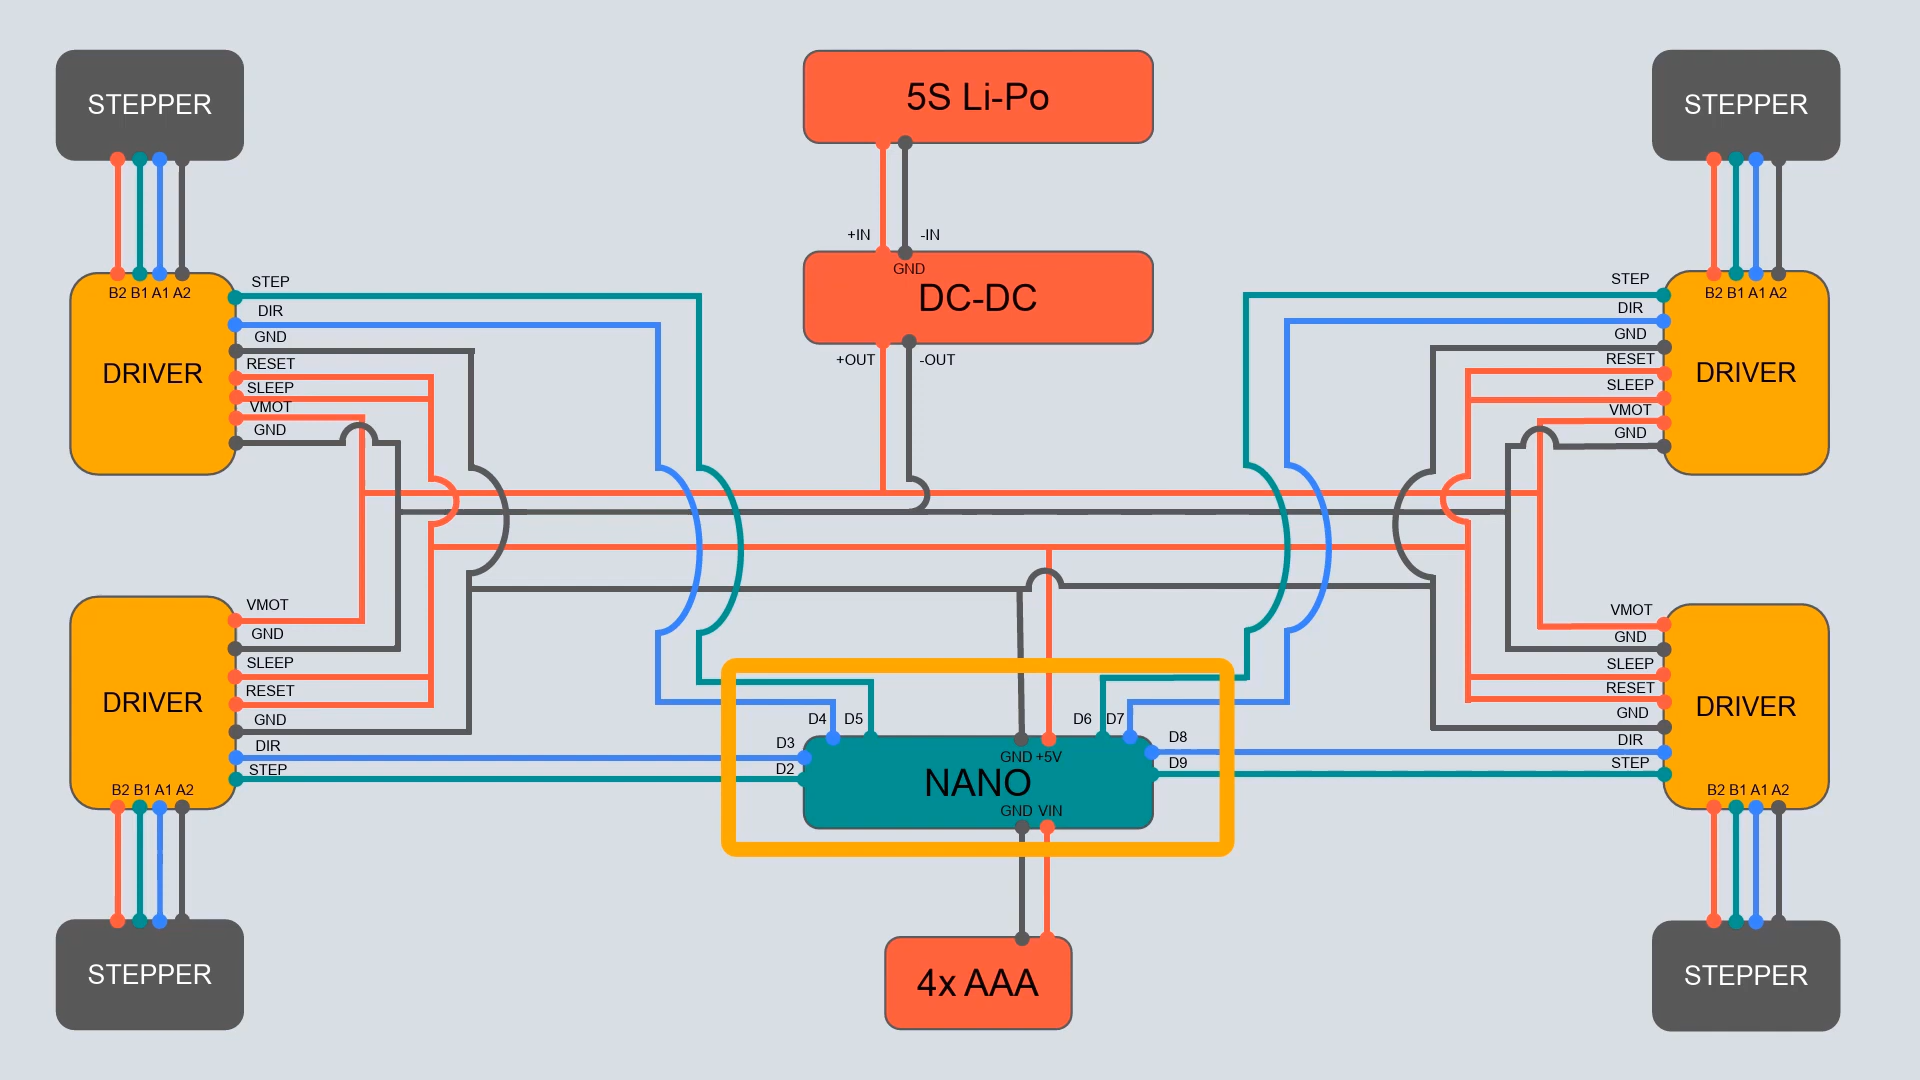 STEPPER
5S Li-Po
STEPPER
+IN
-IN
GND
DC-DC
+OUT
-OUT
B2 B1 A1 A2
DRIVER
STEP
DIR
GND
RESET
SLEEP
VMOT
GND
B2 B1 A1 A2
DRIVER
STEP
DIR
GND
RESET
SLEEP
VMOT
GND
DRIVER
VMOT
GND
SLEEP
RESET
GND
DIR
STEP
B2 B1 A1 A2
D4 D5
D6 D7
D3
D2
D8
D9
GND +5V
NANO
GND VIN
DRIVER
VMOT
GND
SLEEP
RESET
GND
DIR
STEP
B2 B1 A1 A2
STEPPER
4x AAA
STEPPER